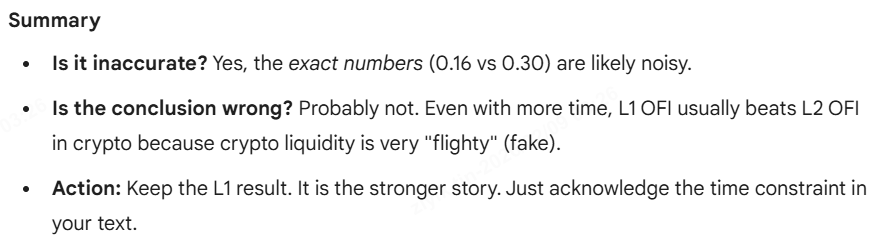 Summary
• Is it inaccurate? Yes, the exact numbers (0.16 vs 0.30) are likely noisy.
• Is the conclusion wrong? Probably not. Even with more time, L1 OFI usually beats L2 OFI
in crypto because crypto liquidity is very "flighty" (fake).
• Action: Keep the L1 result. It is the stronger story. Just acknowledge the time constraint in
your text.